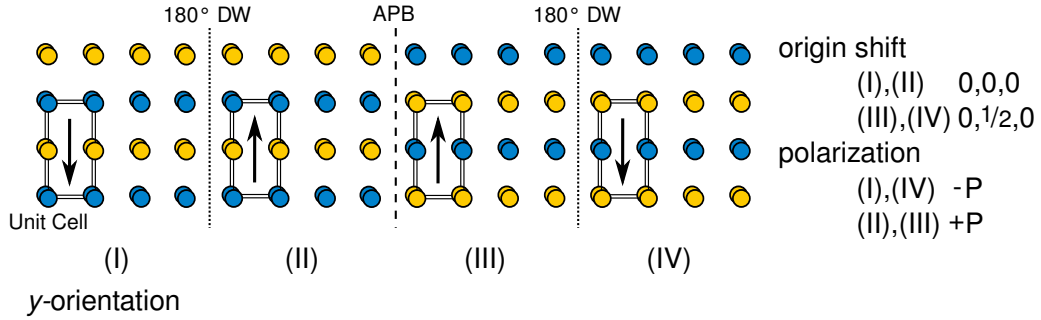 180° DW
APB
180° DW
origin shift
(I),(II) 0,0,0
(III),(IV) 0,1/2,0
polarization
(I),(IV) -P
(II),(III) +P
Unit Cell
(I)
(II)
(III)
(IV)
y-orientation